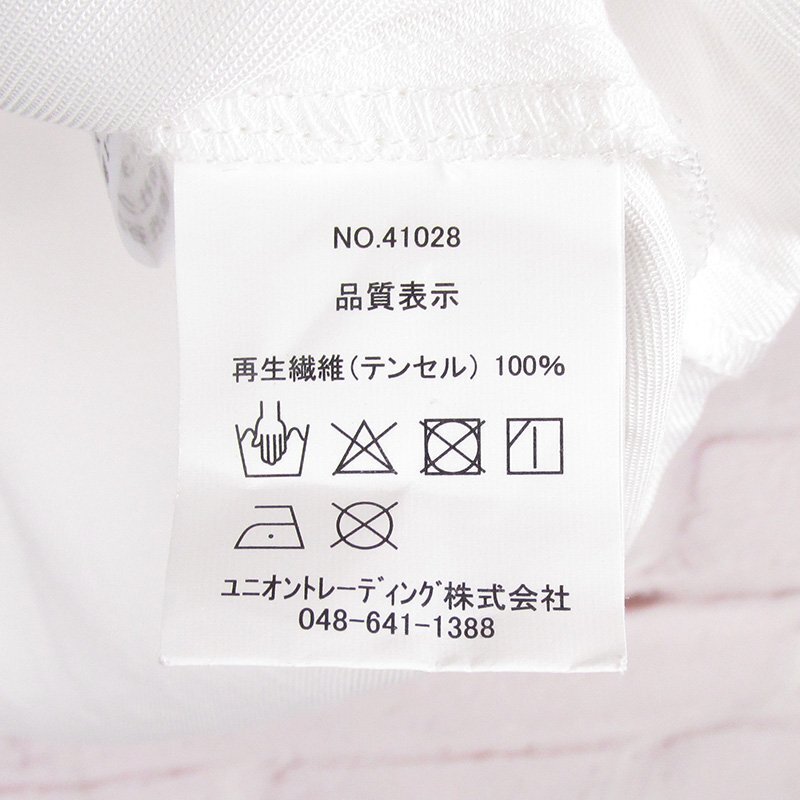 NO.41028
品質表示
再生繊維(テンセル) 100%
ユニオントレーディング株式会社
048-641-1388